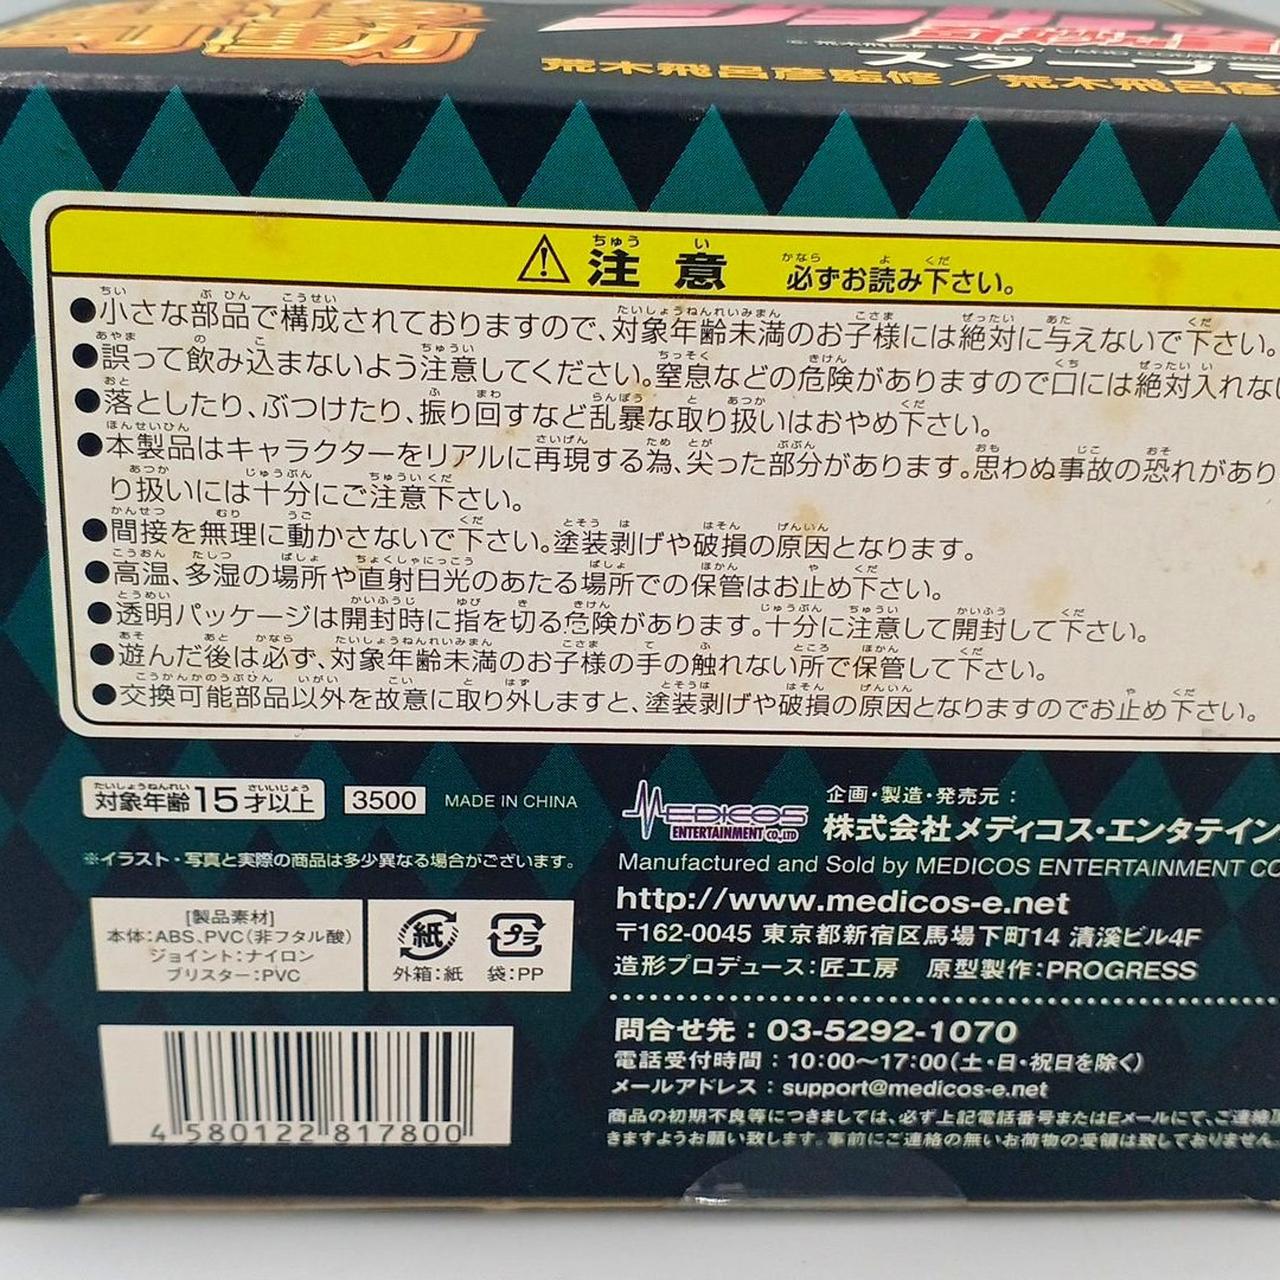 超像可動
スタープラ
荒木飛呂彦監修/荒木飛呂彦
注意 必ずお読み下さい。
●小さな部品で構成されておりますので、対象年齢未満のお子様には絶対に与えないで下さい。
●誤って飲み込まないよう注意してください。窒息などの危険がありますので口には絶対入れない
●落としたり、ぶつけたり、振り回すなど乱暴な取り扱いはおやめ下さい。
●本製品はキャラクターをリアルに再現する為、尖った部分があります。思わぬ事故の恐れがあり
り扱いには十分にご注意下さい。
●間接を無理に動かさないで下さい。塗装剥げや破損の原因となります。
●高温、多湿の場所や直射日光のあたる場所での保管はお止め下さい。
●透明パッケージは開封時に指を切る危険があります。十分に注意して開封して下さい。
●遊んだ後は必ず、対象年齢未満のお子様の手の触れない所で保管して下さい。
●交換可能部品以外を故意に取り外しますと、塗装剥げや破損の原因となりますのでお止め下さい。
対象年齢15才以上 3500 MADE IN CHINA
※イラスト・写真と実際の商品は多少異なる場合がございます。
[製品素材]
本体:ABS、PVC(非フタル酸)
ジョイント:ナイロン
ブリスター:PVC
紙 プラ
外箱:紙 袋:PP
4 580122 817800
MEDICOS
ENTERTAINMENT CO.,LTD
企画・製造・発売元:
株式会社メディコス・エンタテイン
Manufactured and Sold by MEDICOS ENTERTAINMENT CO
http://www.medicos-e.net
〒162-0045 東京都新宿区馬場下町14 清溪ビル4F
造形プロデュース:匠工房 原型製作:PROGRESS
問合せ先:03-5292-1070
電話受付時間:10:00〜17:00(土・日・祝日を除く)
メールアドレス:support@medicos-e.net
商品の初期不良等につきましては、必ず上記電話番号またはEメールにて、ご連絡頂
きますようお願い致します。事前にご連絡の無いお荷物の受領は致しておりません。